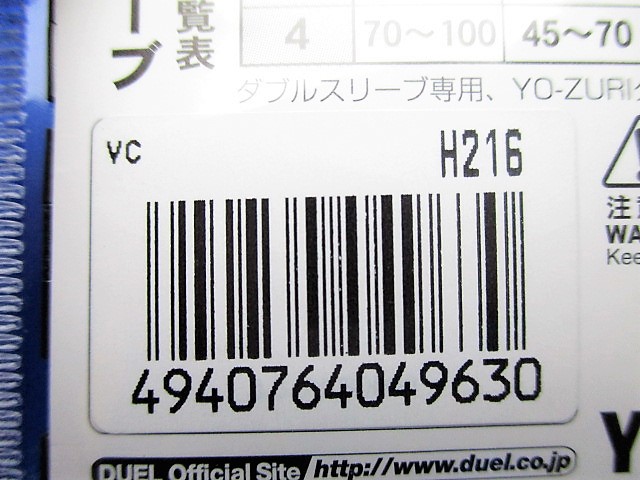 ーブ
覧表
4 70～100 45～70
ダブルスリーブ専用、YO-ZURI
VC H216
注
WA
Kee
4940764049630
Y
DUEL Official Site http://www.duel.co.jp